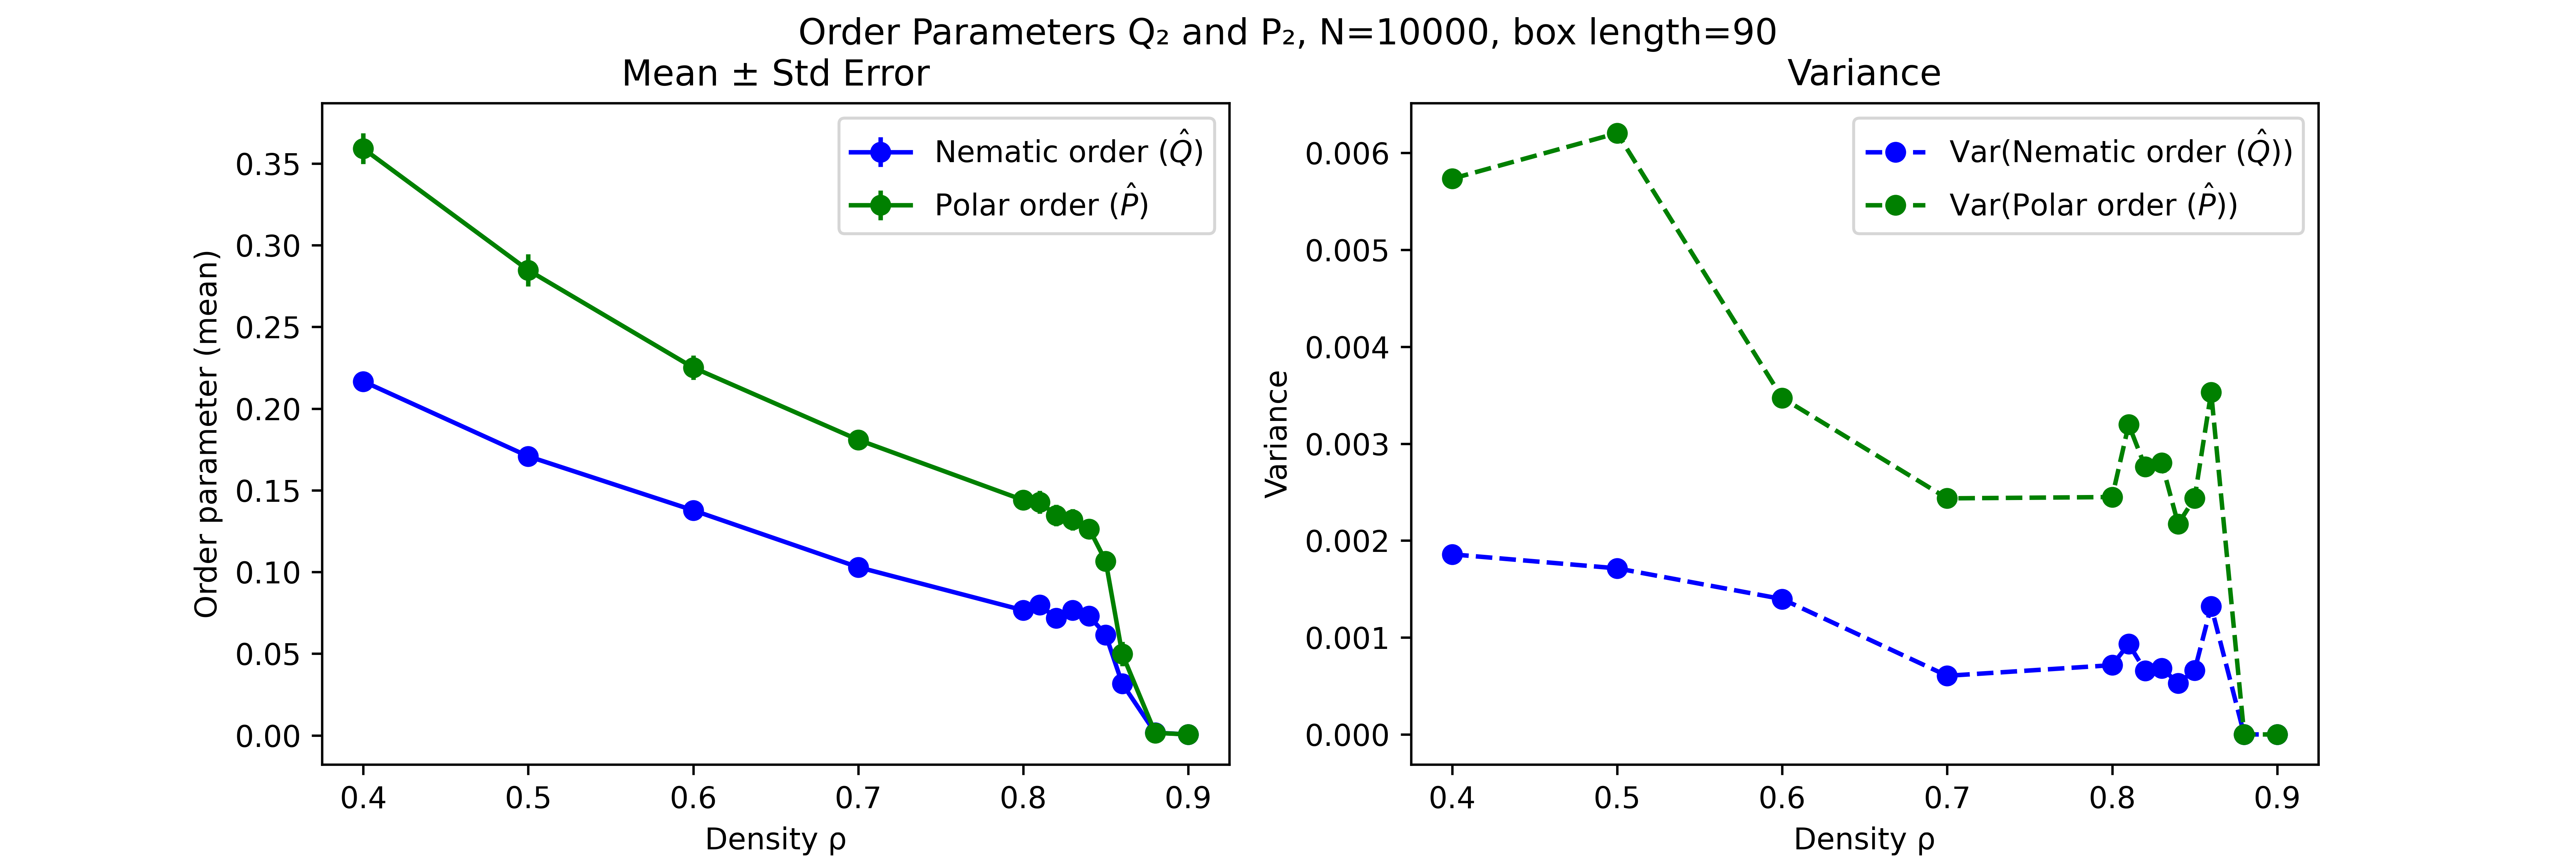 Order Parameters Q₂ and P₂, N=10000, box length=90
Mean ± Std Error
Order parameter (mean)
0.35
0.30
0.25
0.20
0.15
0.10
0.05
0.00
Nematic order (Q̂)
Polar order (P̂)
0.4 0.5 0.6 0.7 0.8 0.9
Density ρ
Variance
Variance
0.006
0.005
0.004
0.003
0.002
0.001
0.000
Var(Nematic order (Q̂))
Var(Polar order (P̂))
0.4 0.5 0.6 0.7 0.8 0.9
Density ρ